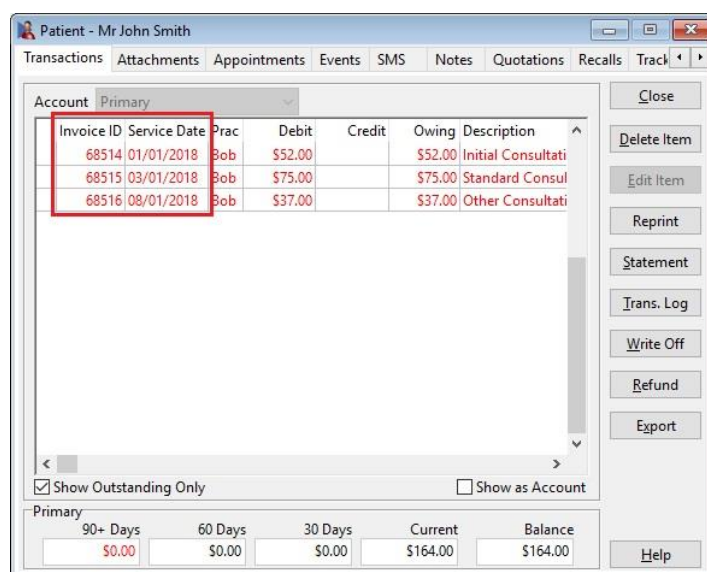 Patient - Mr John Smith
Transactions Attachments Appointments Events SMS Notes Quotations Recalls Track
Account Primary
Close
Invoice ID Service Date Prac Debit Credit Owing Description
Delete Item
68514 01/01/2018 Bob $52.00 $52.00 Initial Consultati
68515 03/01/2018 Bob $75.00 $75.00 Standard Consul
Edit Item
68516 08/01/2018 Bob $37.00 $37.00 Other Consultati
Reprint
Statement
Trans. Log
Write Off
Refund
Export
Show Outstanding Only Show as Account
Primary
90+ Days 60 Days 30 Days Current Balance
$0.00 $0.00 $0.00 $164.00 $164.00
Help